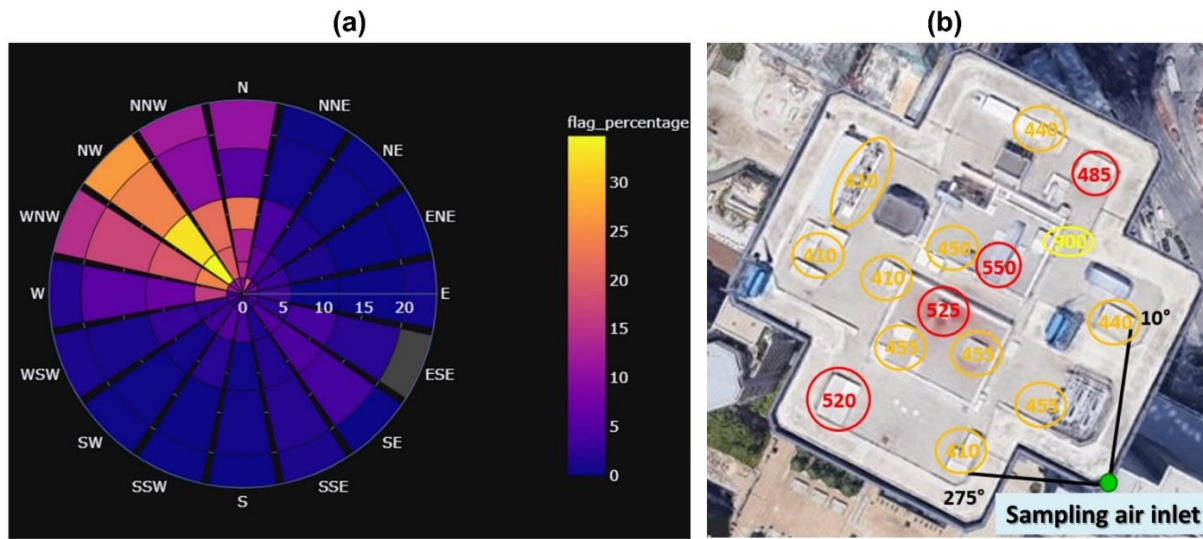 (a)
(b)
N
NNE
NE
ENE
E
ESE
SE
SSE
S
SSW
SW
WSW
W
WNW
NW
NNW
0 5 10 15 20
flag_percentage
30
25
20
15
10
5
0
440
485
410
900
410
450
550
410
525
440
10°
455
455
520
455
410
275°
Sampling air inlet